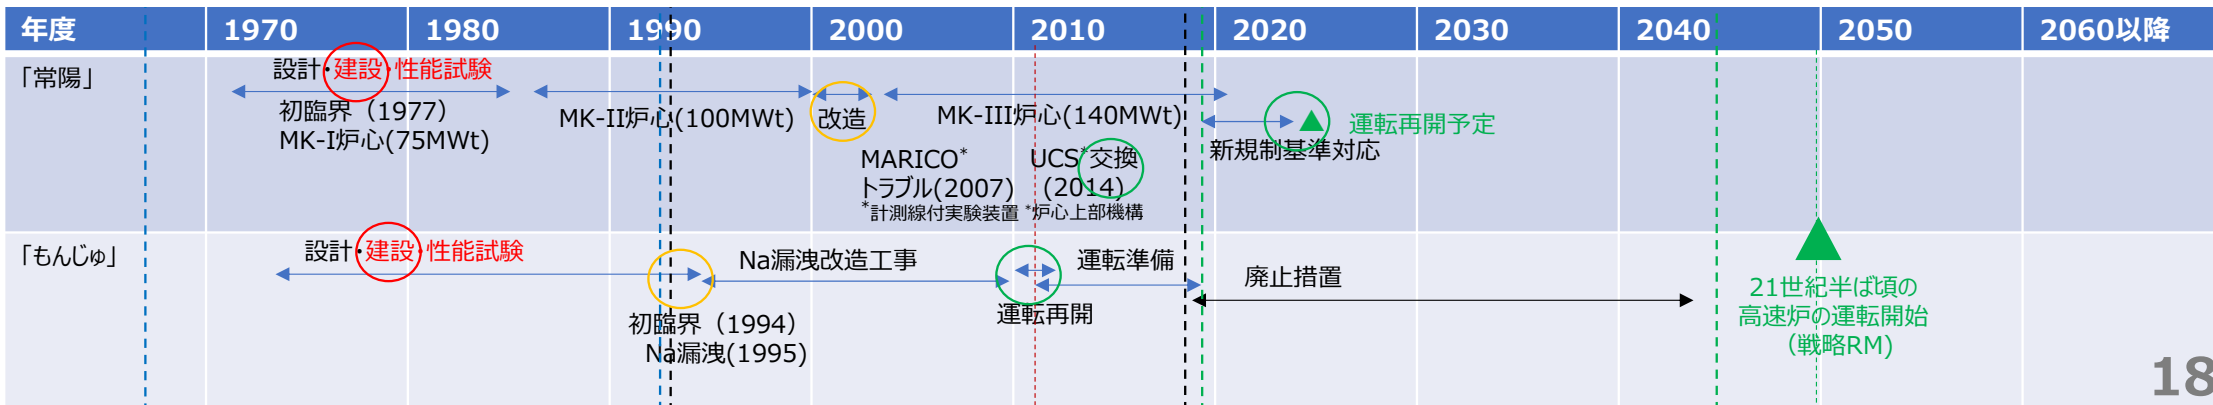 年度 1970 1980 1990 2000 2010 2020 2030 2040 2050 2060以降
「常陽」
設計・建設・性能試験
初臨界（1977）
MK-I炉心(75MWt)
MK-II炉心(100MWt)
改造
MK-III炉心(140MWt)
運転再開予定
新規制基準対応
MARICO*
トラブル(2007)
*計測線付実験装置
UCS*交換
(2014)
*炉心上部機構
「もんじゅ」
設計・建設・性能試験
初臨界（1994）
Na漏洩(1995)
Na漏洩改造工事
運転再開
運転準備
廃止措置
21世紀半ば頃の
高速炉の運転開始
（戦略RM)
18